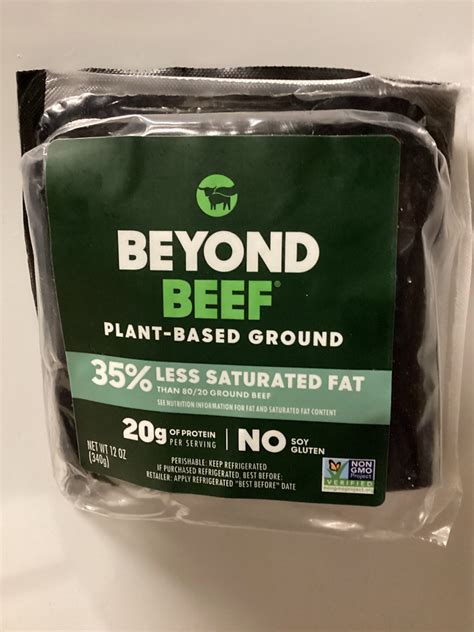 BEYOND
BEEF®
PLANT-BASED GROUND
35% LESS SATURATED FAT
THAN 80/20 GROUND BEEF
SEE NUTRITION INFORMATION FOR FAT AND SATURATED FAT CONTENT
20g OF PROTEIN
PER SERVING
NO SOY
GLUTEN
NET WT 12 OZ
(340g)
PERISHABLE: KEEP REFRIGERATED
IF PURCHASED REFRIGERATED, BEST BEFORE:
RETAILER: APPLY REFRIGERATED "BEST BEFORE" DATE
NON
GMO
Project
VERIFIED
nongmoproject.org